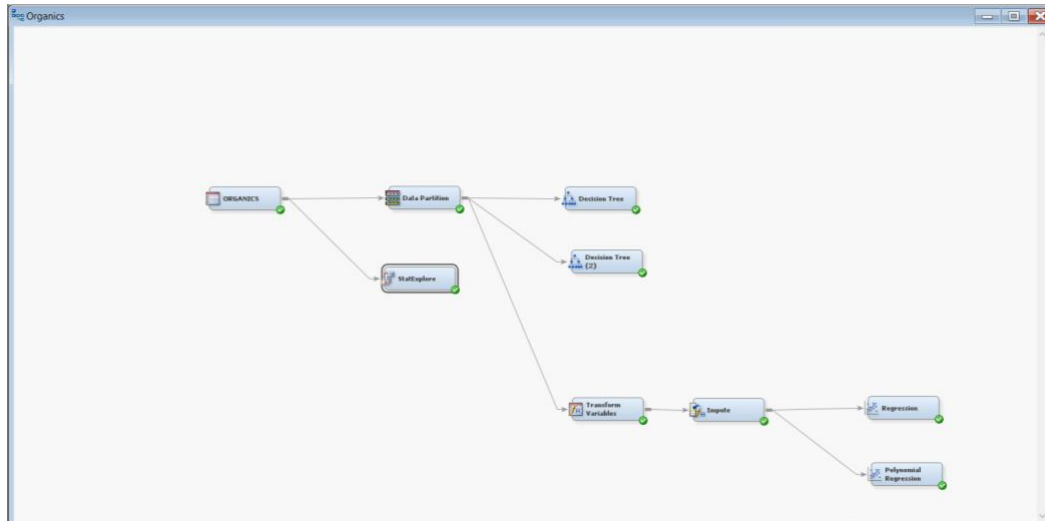 Organics
ORGANICS
Data Partition
Decision Tree
StatExplore
Decision Tree
(2)
Transform
Variables
Impute
Regression
Polynomial
Regression